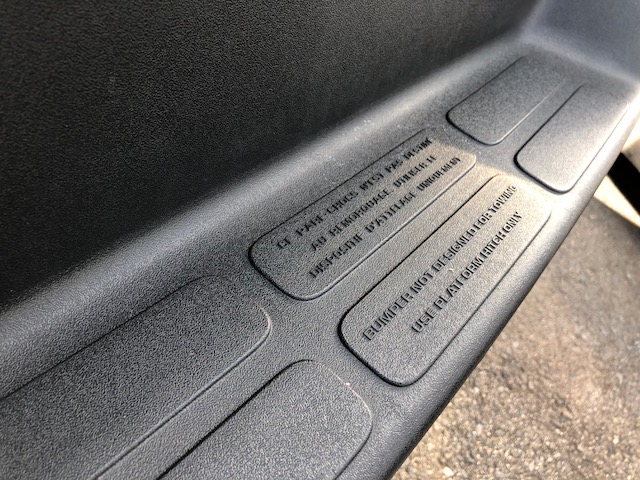 CE PARE-CHOCS N'EST PAS DESTINÉ
AU REMORQUAGE. UTILISER LE
DISPOSITIF D'ATTELAGE UNIQUEMENT
BUMPER NOT DESIGNED FOR TOWING
USE PLATFORM HITCH ONLY